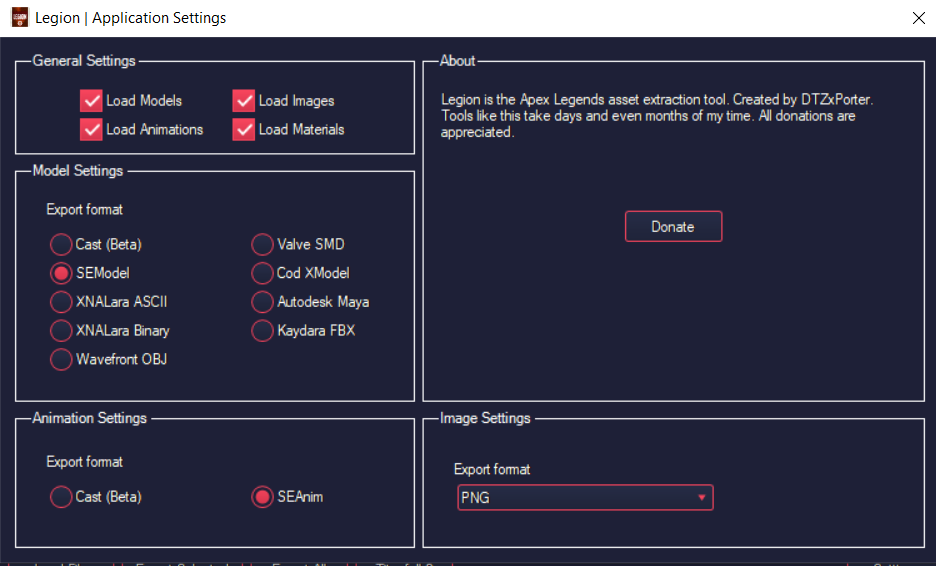 Legion | Application Settings
General Settings
Load Models
Load Images
Load Animations
Load Materials
About
Legion is the Apex Legends asset extraction tool. Created by DTZxPorter.
Tools like this take days and even months of my time. All donations are
appreciated.
Donate
Model Settings
Export format
Cast (Beta)
Valve SMD
SEModel
Cod XModel
XNALara ASCII
Autodesk Maya
XNALara Binary
Kaydara FBX
Wavefront OBJ
Animation Settings
Export format
Cast (Beta)
SEAnim
Image Settings
Export format
PNG